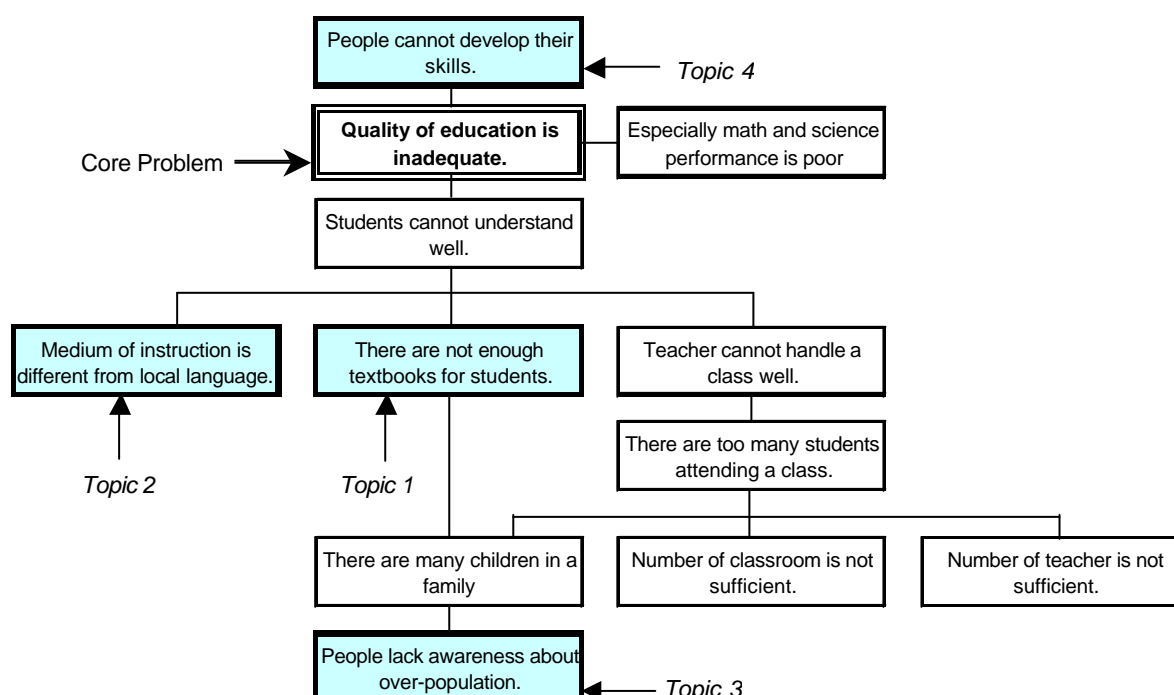 People cannot develop their
skills.
Topic 4
Quality of education is
inadequate.
Especially math and science
performance is poor
Core Problem
Students cannot understand
well.
Medium of instruction is
different from local language.
There are not enough
textbooks for students.
Teacher cannot handle a
class well.
There are too many students
attending a class.
Topic 2
Topic 1
There are many children in a
family
Number of classroom is not
sufficient.
Number of teacher is not
sufficient.
People lack awareness about
over-population.
Topic 3